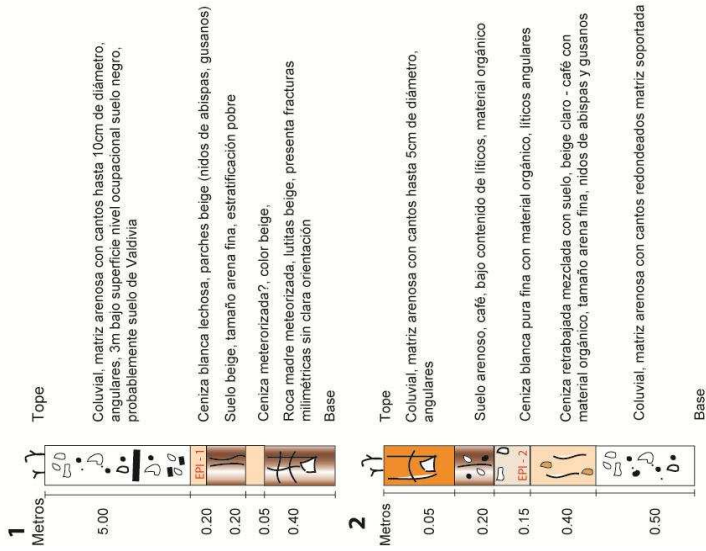 1
Metros
Tope
5.00
Coluvial, matriz arenosa con cantos hasta 10cm de diámetro,
angulares, 3m bajo superficie nivel ocupacional suelo negro,
probablemente suelo de Valdivia
0.20
EPI - 1
Ceniza blanca lechosa, parches beige (nidos de abispas, gusanos)
0.20
Suelo beige, tamaño arena fina, estratificación pobre
0.05
Ceniza meterorizada?, color beige,
0.40
Roca madre meteorizada, lutitas beige, presenta fracturas
milimétricas sin clara orientación
Base
2
Metros
Tope
0.05
Coluvial, matriz arenosa con cantos hasta 5cm de diámetro,
angulares
0.20
Suelo arenoso, café, bajo contenido de líticos, material orgánico
0.15
EPI - 2
Ceniza blanca pura fina con material orgánico, líticos angulares
0.40
Ceniza retrabajada mezclada con suelo, beige claro - café con
material orgánico, tamaño arena fina, nidos de abispas y gusanos
0.50
Coluvial, matriz arenosa con cantos redondeados matriz soportada
Base